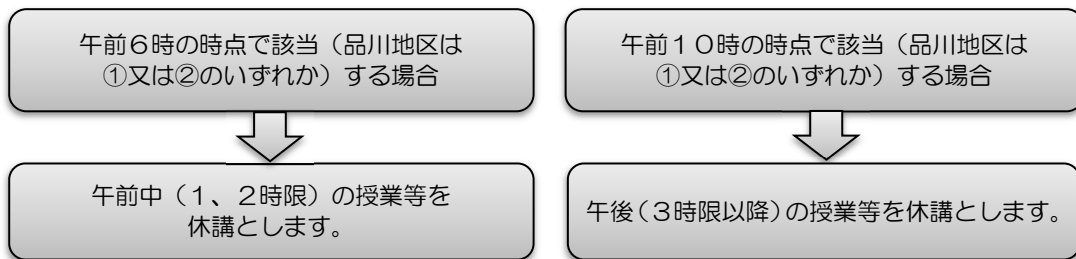 午前６時の時点で該当（品川地区は
①又は②のいずれか）する場合
午前中（１、２時限）の授業等を
休講とします。
午前１０時の時点で該当（品川地区は
①又は②のいずれか）する場合
午後（３時限以降）の授業等を休講とします。